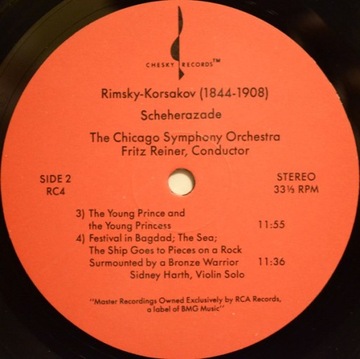 CHESKY RECORDS™
Rimsky-Korsakov (1844-1908)
Scheherazade
The Chicago Symphony Orchestra
Fritz Reiner, Conductor
SIDE 2
RC4
STEREO
33⅓ RPM
3) The Young Prince and
the Young Princess 11:55
4) Festival in Bagdad; The Sea;
The Ship Goes to Pieces on a Rock
Surmounted by a Bronze Warrior 11:36
Sidney Harth, Violin Solo
"Master Recordings Owned Exclusively by RCA Records,
a label of BMG Music"